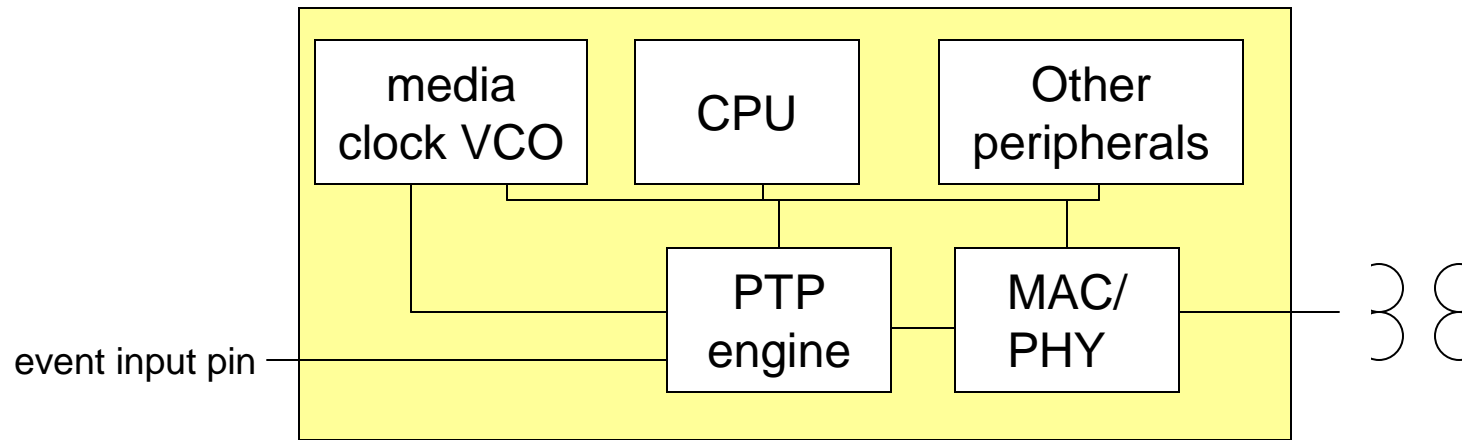 media
clock VCO
CPU
Other
peripherals
PTP
engine
MAC/
PHY
event input pin